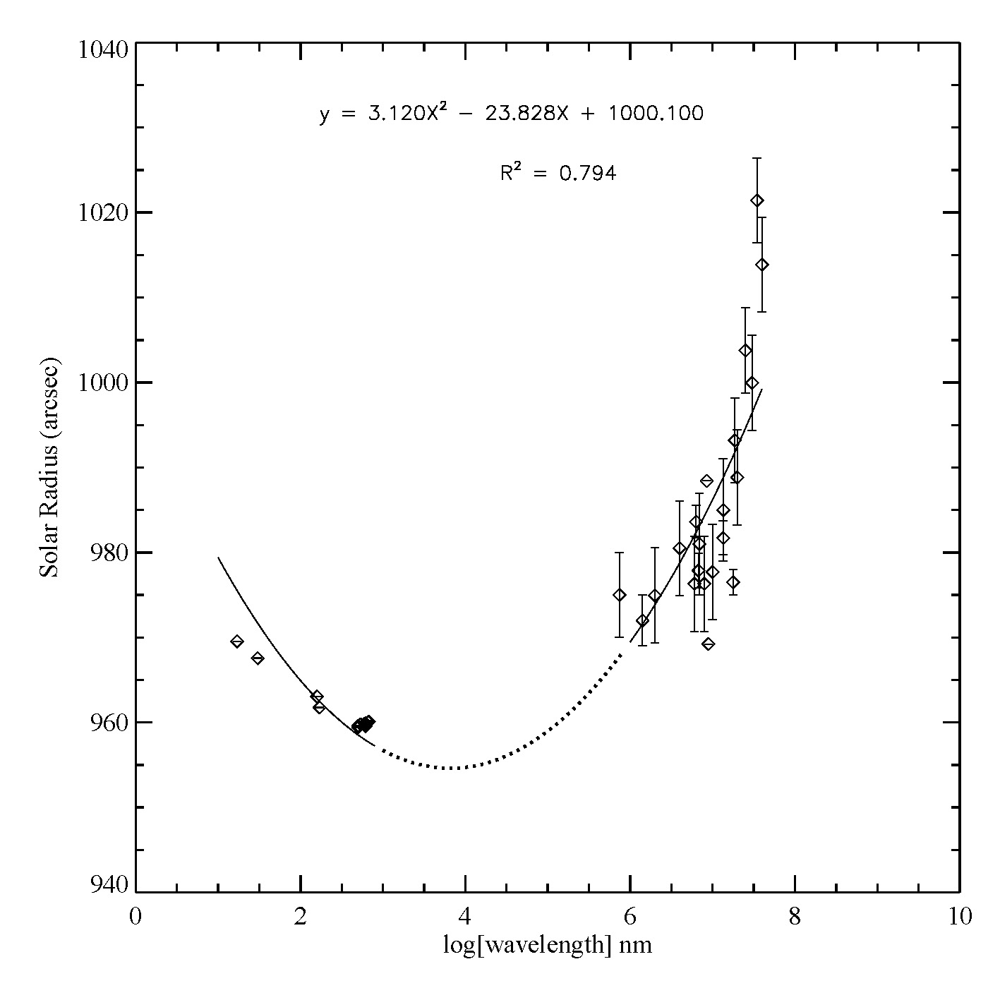 y = 3.120X² − 23.828X + 1000.100
R² = 0.794
1040
1020
1000
980
960
940
Solar Radius (arcsec)
0 2 4 6 8 10
log[wavelength] nm